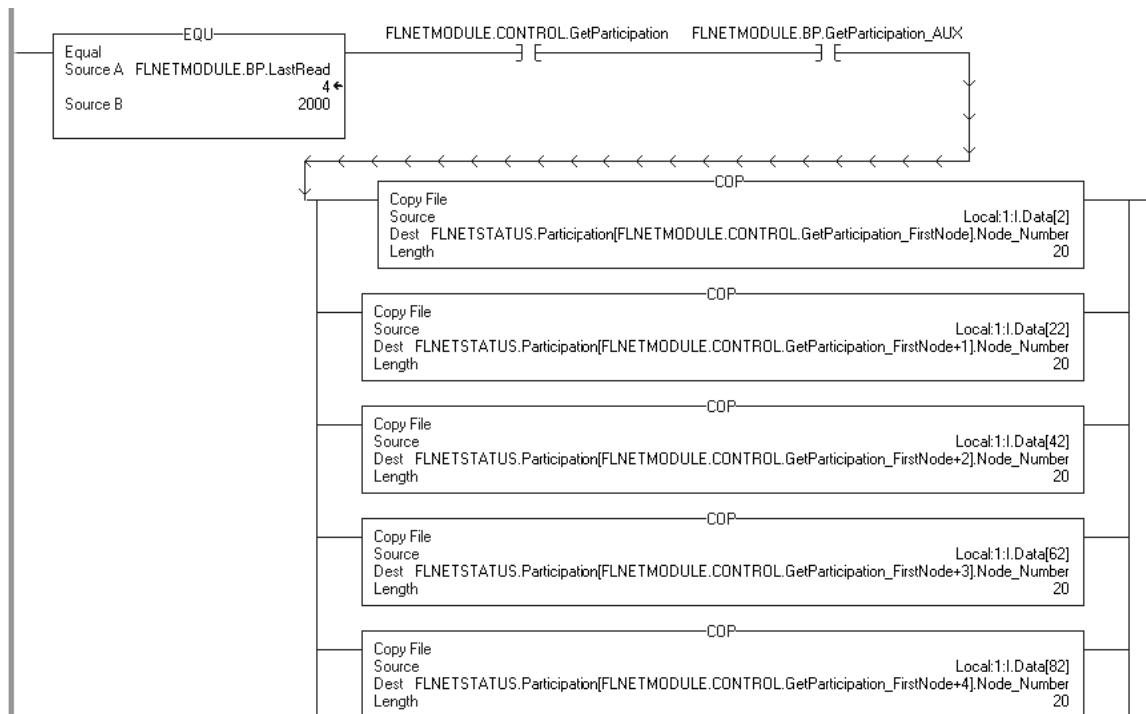 EQU
Equal
Source A FLNETMODULE.BP.LastRead
4
Source B 2000
FLNETMODULE.CONTROL.GetParticipation FLNETMODULE.BP.GetParticipation_AUX
COP
Copy File
Source Local:1:I.Data[2]
Dest FLNETSTATUS.Participation[FLNETMODULE.CONTROL.GetParticipation_FirstNode].Node_Number
Length 20
COP
Copy File
Source Local:1:I.Data[22]
Dest FLNETSTATUS.Participation[FLNETMODULE.CONTROL.GetParticipation_FirstNode+1].Node_Number
Length 20
COP
Copy File
Source Local:1:I.Data[42]
Dest FLNETSTATUS.Participation[FLNETMODULE.CONTROL.GetParticipation_FirstNode+2].Node_Number
Length 20
COP
Copy File
Source Local:1:I.Data[62]
Dest FLNETSTATUS.Participation[FLNETMODULE.CONTROL.GetParticipation_FirstNode+3].Node_Number
Length 20
COP
Copy File
Source Local:1:I.Data[82]
Dest FLNETSTATUS.Participation[FLNETMODULE.CONTROL.GetParticipation_FirstNode+4].Node_Number
Length 20